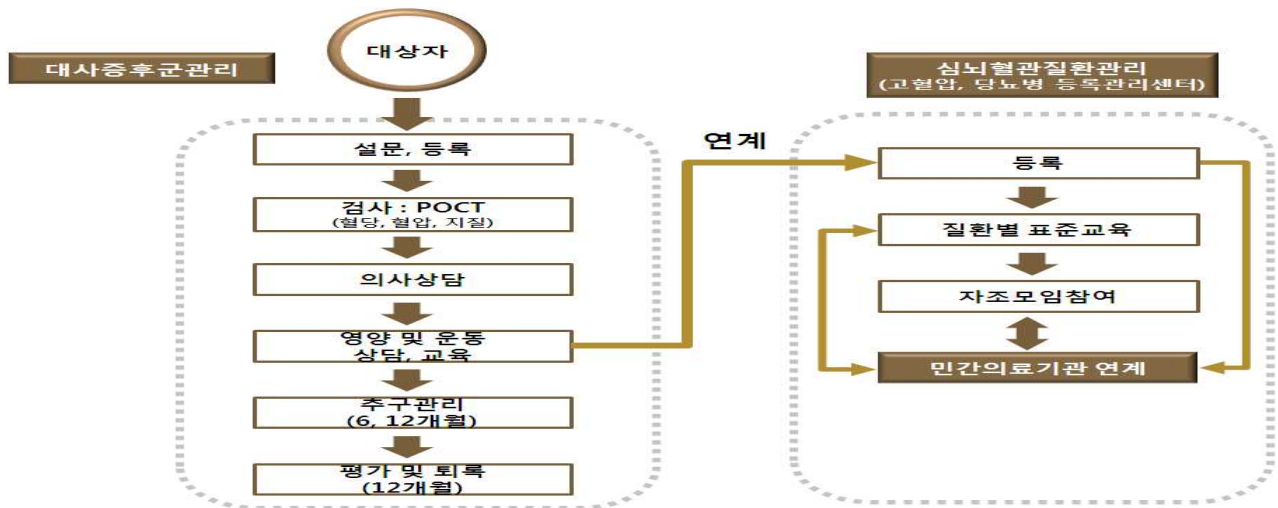 대상자
대사증후군관리
심뇌혈관질환관리
(고혈압, 당뇨병 등록관리센터)
설문, 등록
검사 : POCT
(혈당, 혈압, 지질)
의사상담
영양 및 운동
상담, 교육
추구관리
(6, 12개월)
평가 및 퇴록
(12개월)
연계
등록
질환별 표준교육
자조모임참여
민간의료기관 연계